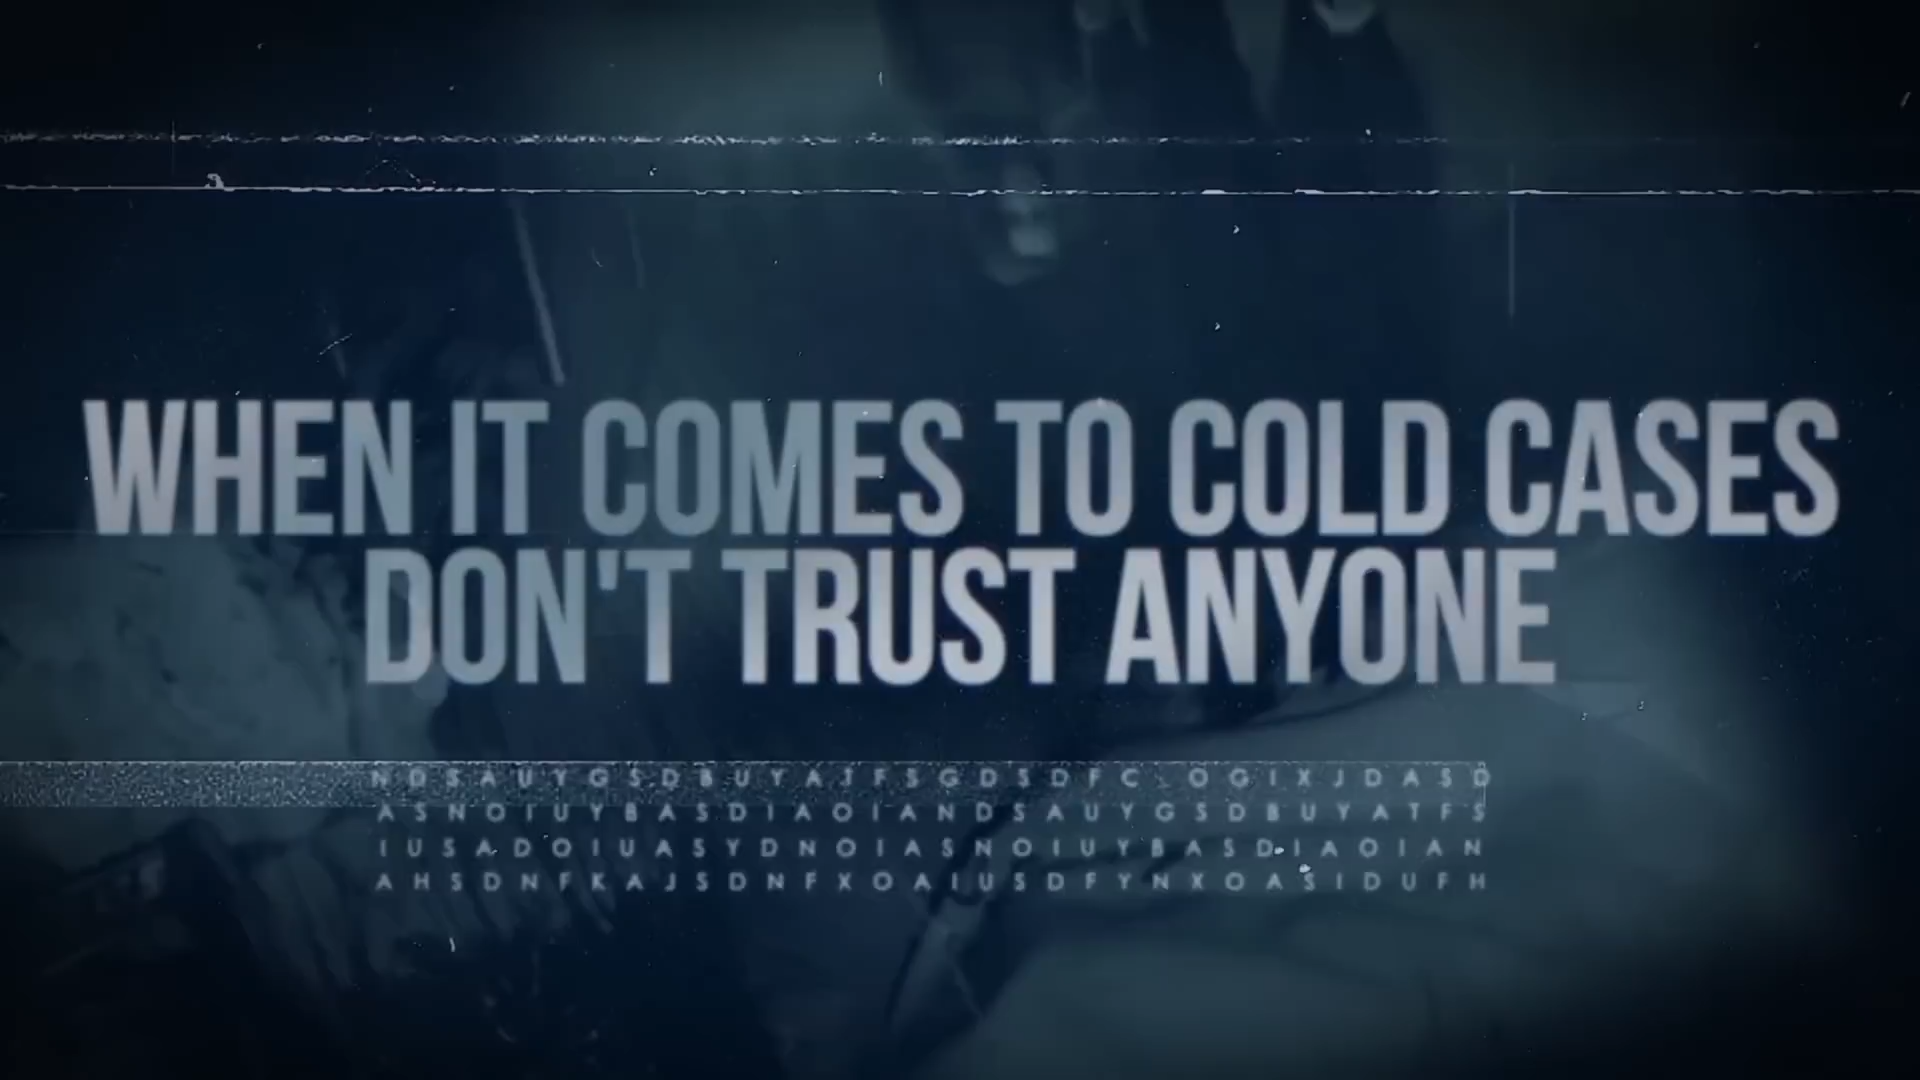 WHEN IT COMES TO COLD CASES
DON'T TRUST ANYONE
N D S A U Y G S D B U Y A T F S G D S D F C L O G I X J D A S D
A S N O I U Y B A S D I A O I A N D S A U Y G S D B U Y A T F S
I U S A D O I U A S Y D N O I A S N O I U Y B A S D I A O I A N
A H S D N F K A J S D N F X O A I U S D F Y N X O A S I D U F H